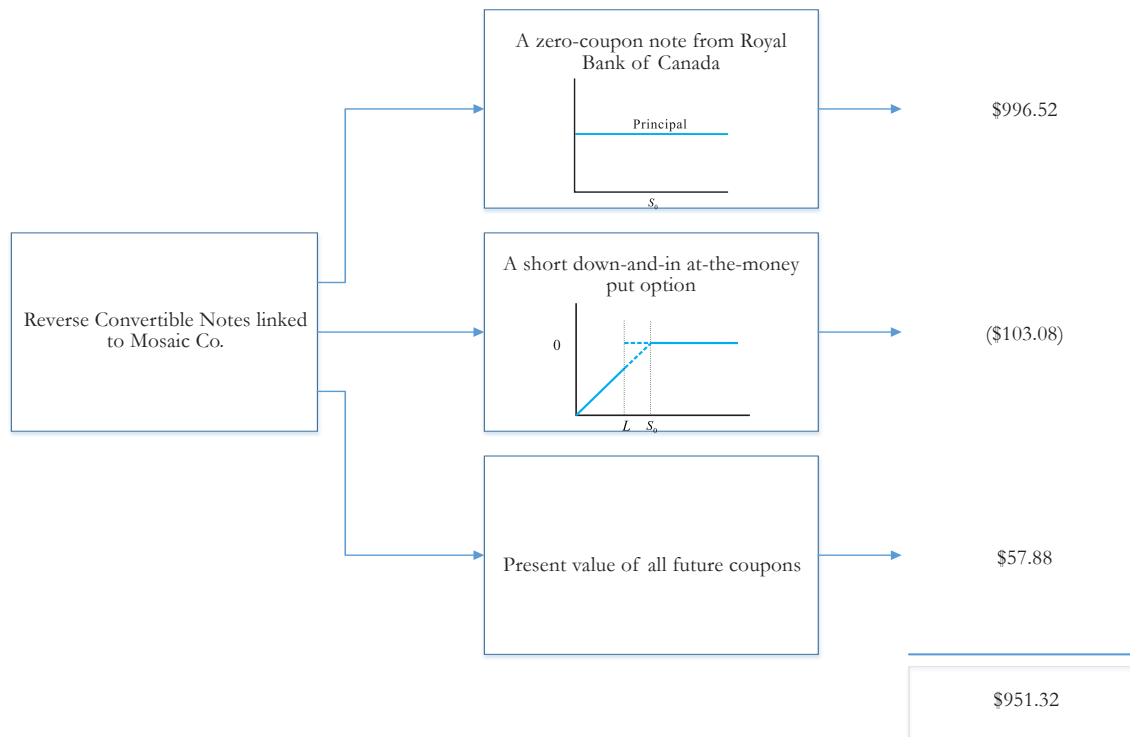 A zero-coupon note from Royal
Bank of Canada
Principal
S₀
$996.52
Reverse Convertible Notes linked
to Mosaic Co.
A short down-and-in at-the-money
put option
0
L S₀
($103.08)
Present value of all future coupons
$57.88
$951.32